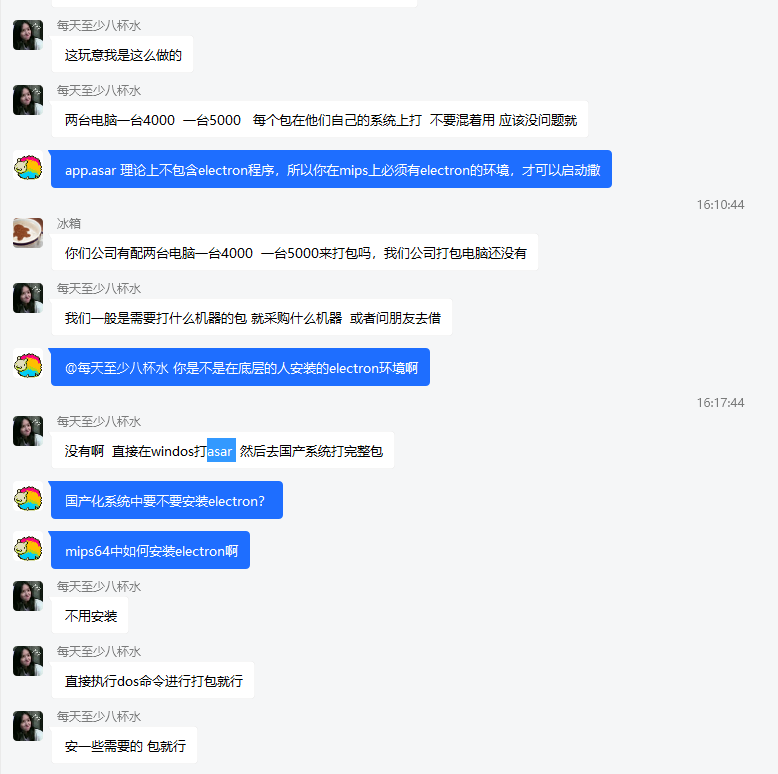 每天至少八杯水
这玩意我是这么做的
每天至少八杯水
两台电脑一台4000  一台5000   每个包在他们自己的系统上打  不要混着用 应该没问题就
app.asar 理论上不包含electron程序，所以你在mips上必须有electron的环境，才可以启动撒
16:10:44
冰箱
你们公司有配两台电脑一台4000  一台5000来打包吗，我们公司打包电脑还没有
每天至少八杯水
我们一般是需要打什么机器的包 就采购什么机器  或者问朋友去借
@每天至少八杯水 你是不是在底层的人安装的electron环境啊
16:17:44
每天至少八杯水
没有啊  直接在windos打asar  然后去国产系统打完整包
国产化系统中要不要安装electron?
mips64中如何安装electron啊
每天至少八杯水
不用安装
每天至少八杯水
直接执行dos命令进行打包就行
每天至少八杯水
安一些需要的 包就行